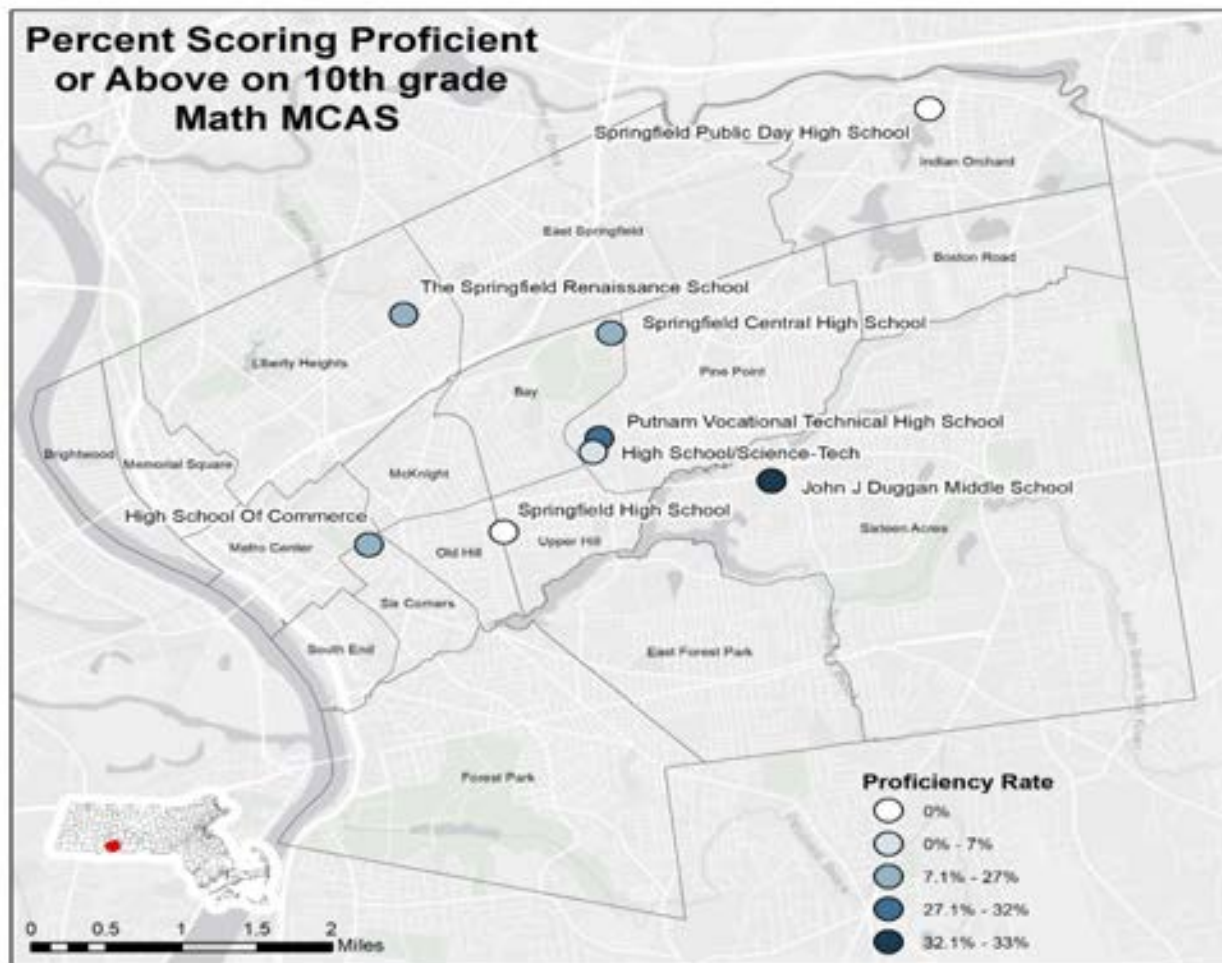 Percent Scoring Proficient
or Above on 10th grade
Math MCAS
Springfield Public Day High School
Indian Orchard
East Springfield
Boston Road
The Springfield Renaissance School
Springfield Central High School
Liberty Heights
Bay
Pine Point
Putnam Vocational Technical High School
Brightwood
Memorial Square
McKnight
High School/Science-Tech
John J Duggan Middle School
High School Of Commerce
Springfield High School
Metro Center
Old Hill
Upper Hill
Sixteen Acres
Six Corners
South End
East Forest Park
Forest Park
Proficiency Rate
0%
0% - 7%
7.1% - 27%
27.1% - 32%
32.1% - 33%
0 0.5 1 1.5 2
Miles